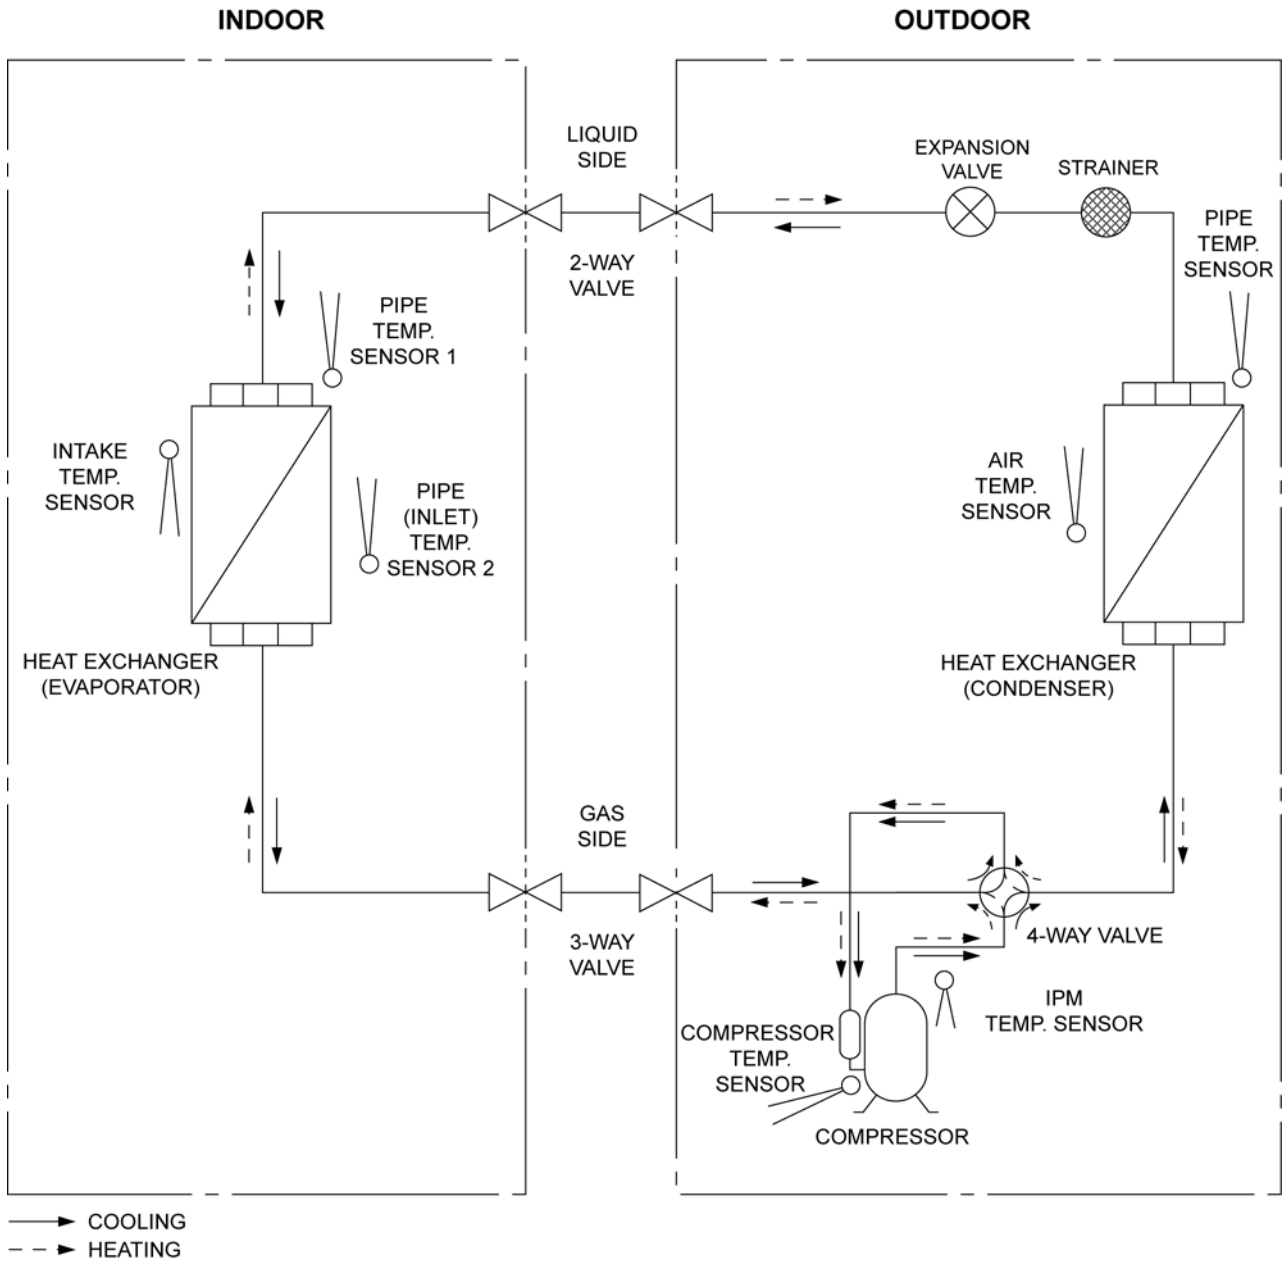 INDOOR
OUTDOOR
LIQUID
SIDE
2-WAY
VALVE
EXPANSION
VALVE
STRAINER
PIPE
TEMP.
SENSOR
PIPE
TEMP.
SENSOR 1
INTAKE
TEMP.
SENSOR
PIPE
(INLET)
TEMP.
SENSOR 2
AIR
TEMP.
SENSOR
HEAT EXCHANGER
(EVAPORATOR)
HEAT EXCHANGER
(CONDENSER)
GAS
SIDE
3-WAY
VALVE
4-WAY VALVE
IPM
TEMP. SENSOR
COMPRESSOR
TEMP.
SENSOR
COMPRESSOR
COOLING
HEATING